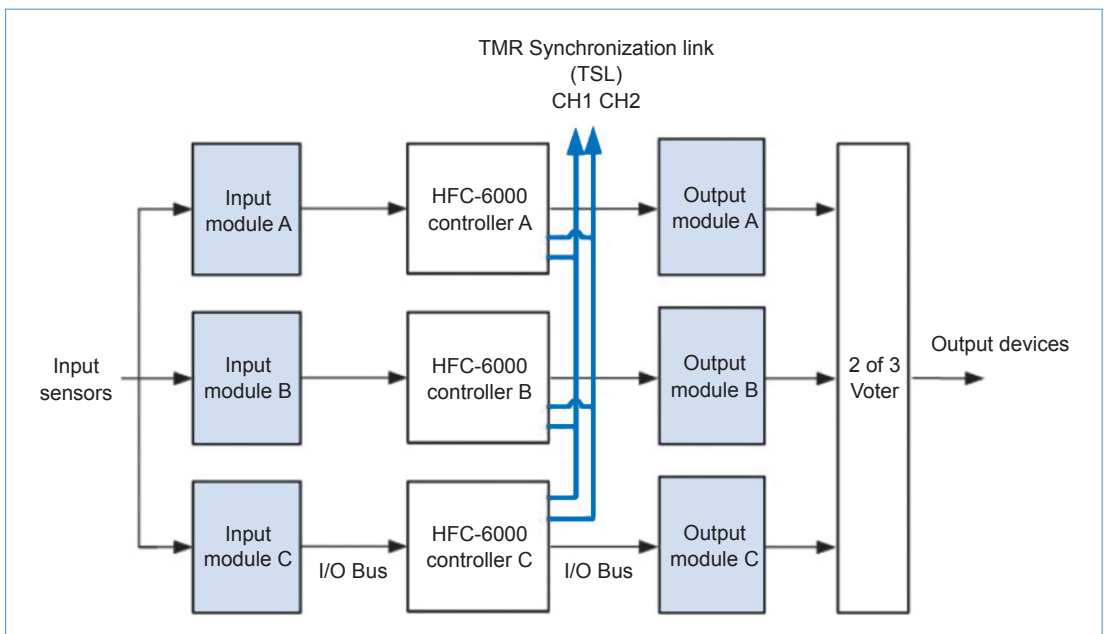 TMR Synchronization link
(TSL)
CH1 CH2
Input
module A
HFC-6000
controller A
Output
module A
Input
sensors
Input
module B
HFC-6000
controller B
Output
module B
2 of 3
Voter
Output devices
Input
module C
I/O Bus
HFC-6000
controller C
I/O Bus
Output
module C